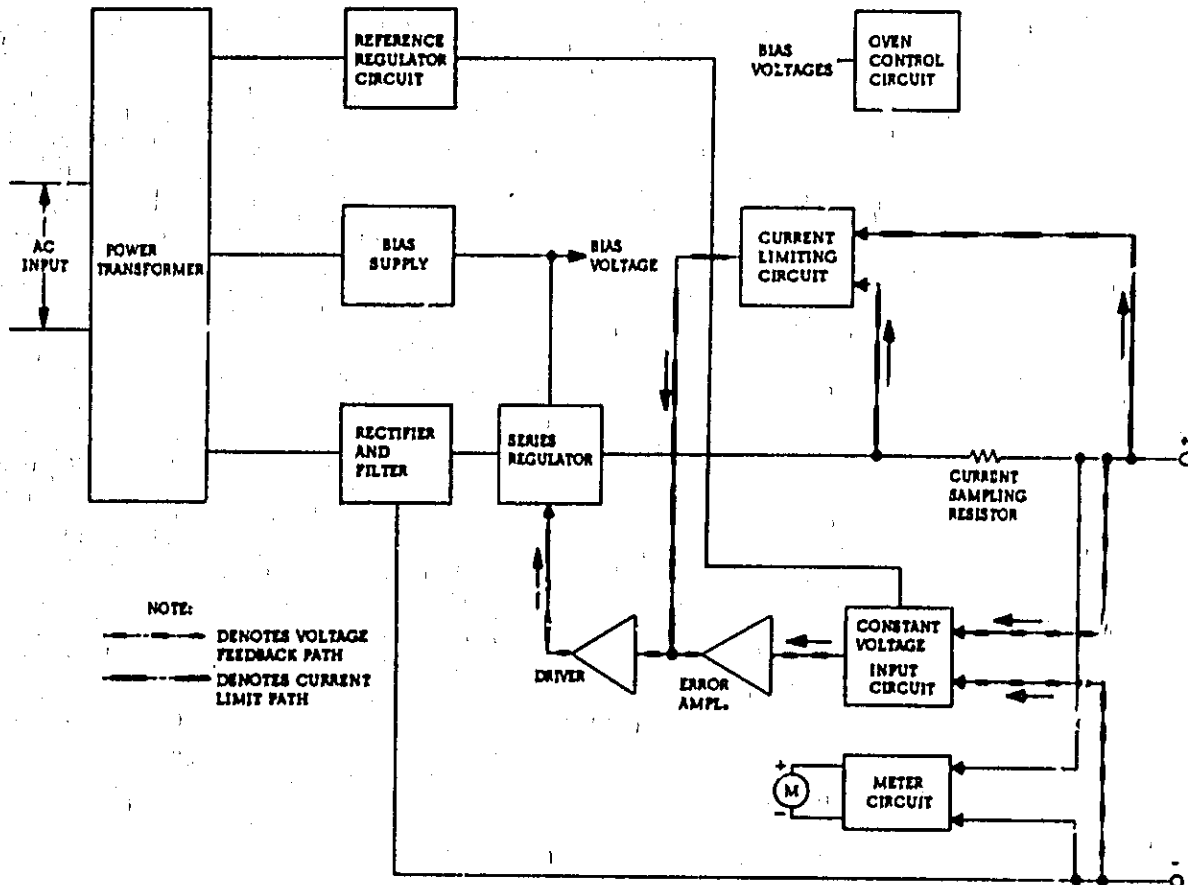 REFERENCE
REGULATOR
CIRCUIT
BIAS
VOLTAGES
OVEN
CONTROL
CIRCUIT
AC
INPUT
POWER
TRANSFORMER
BIAS
SUPPLY
BIAS
VOLTAGE
CURRENT
LIMITING
CIRCUIT
RECTIFIER
AND
FILTER
SERIES
REGULATOR
CURRENT
SAMPLING
RESISTOR
+
NOTE:
DENOTES VOLTAGE
FEEDBACK PATH
DENOTES CURRENT
LIMIT PATH
DRIVER
ERROR
AMPL.
CONSTANT
VOLTAGE
INPUT
CIRCUIT
+
M
-
METER
CIRCUIT
-